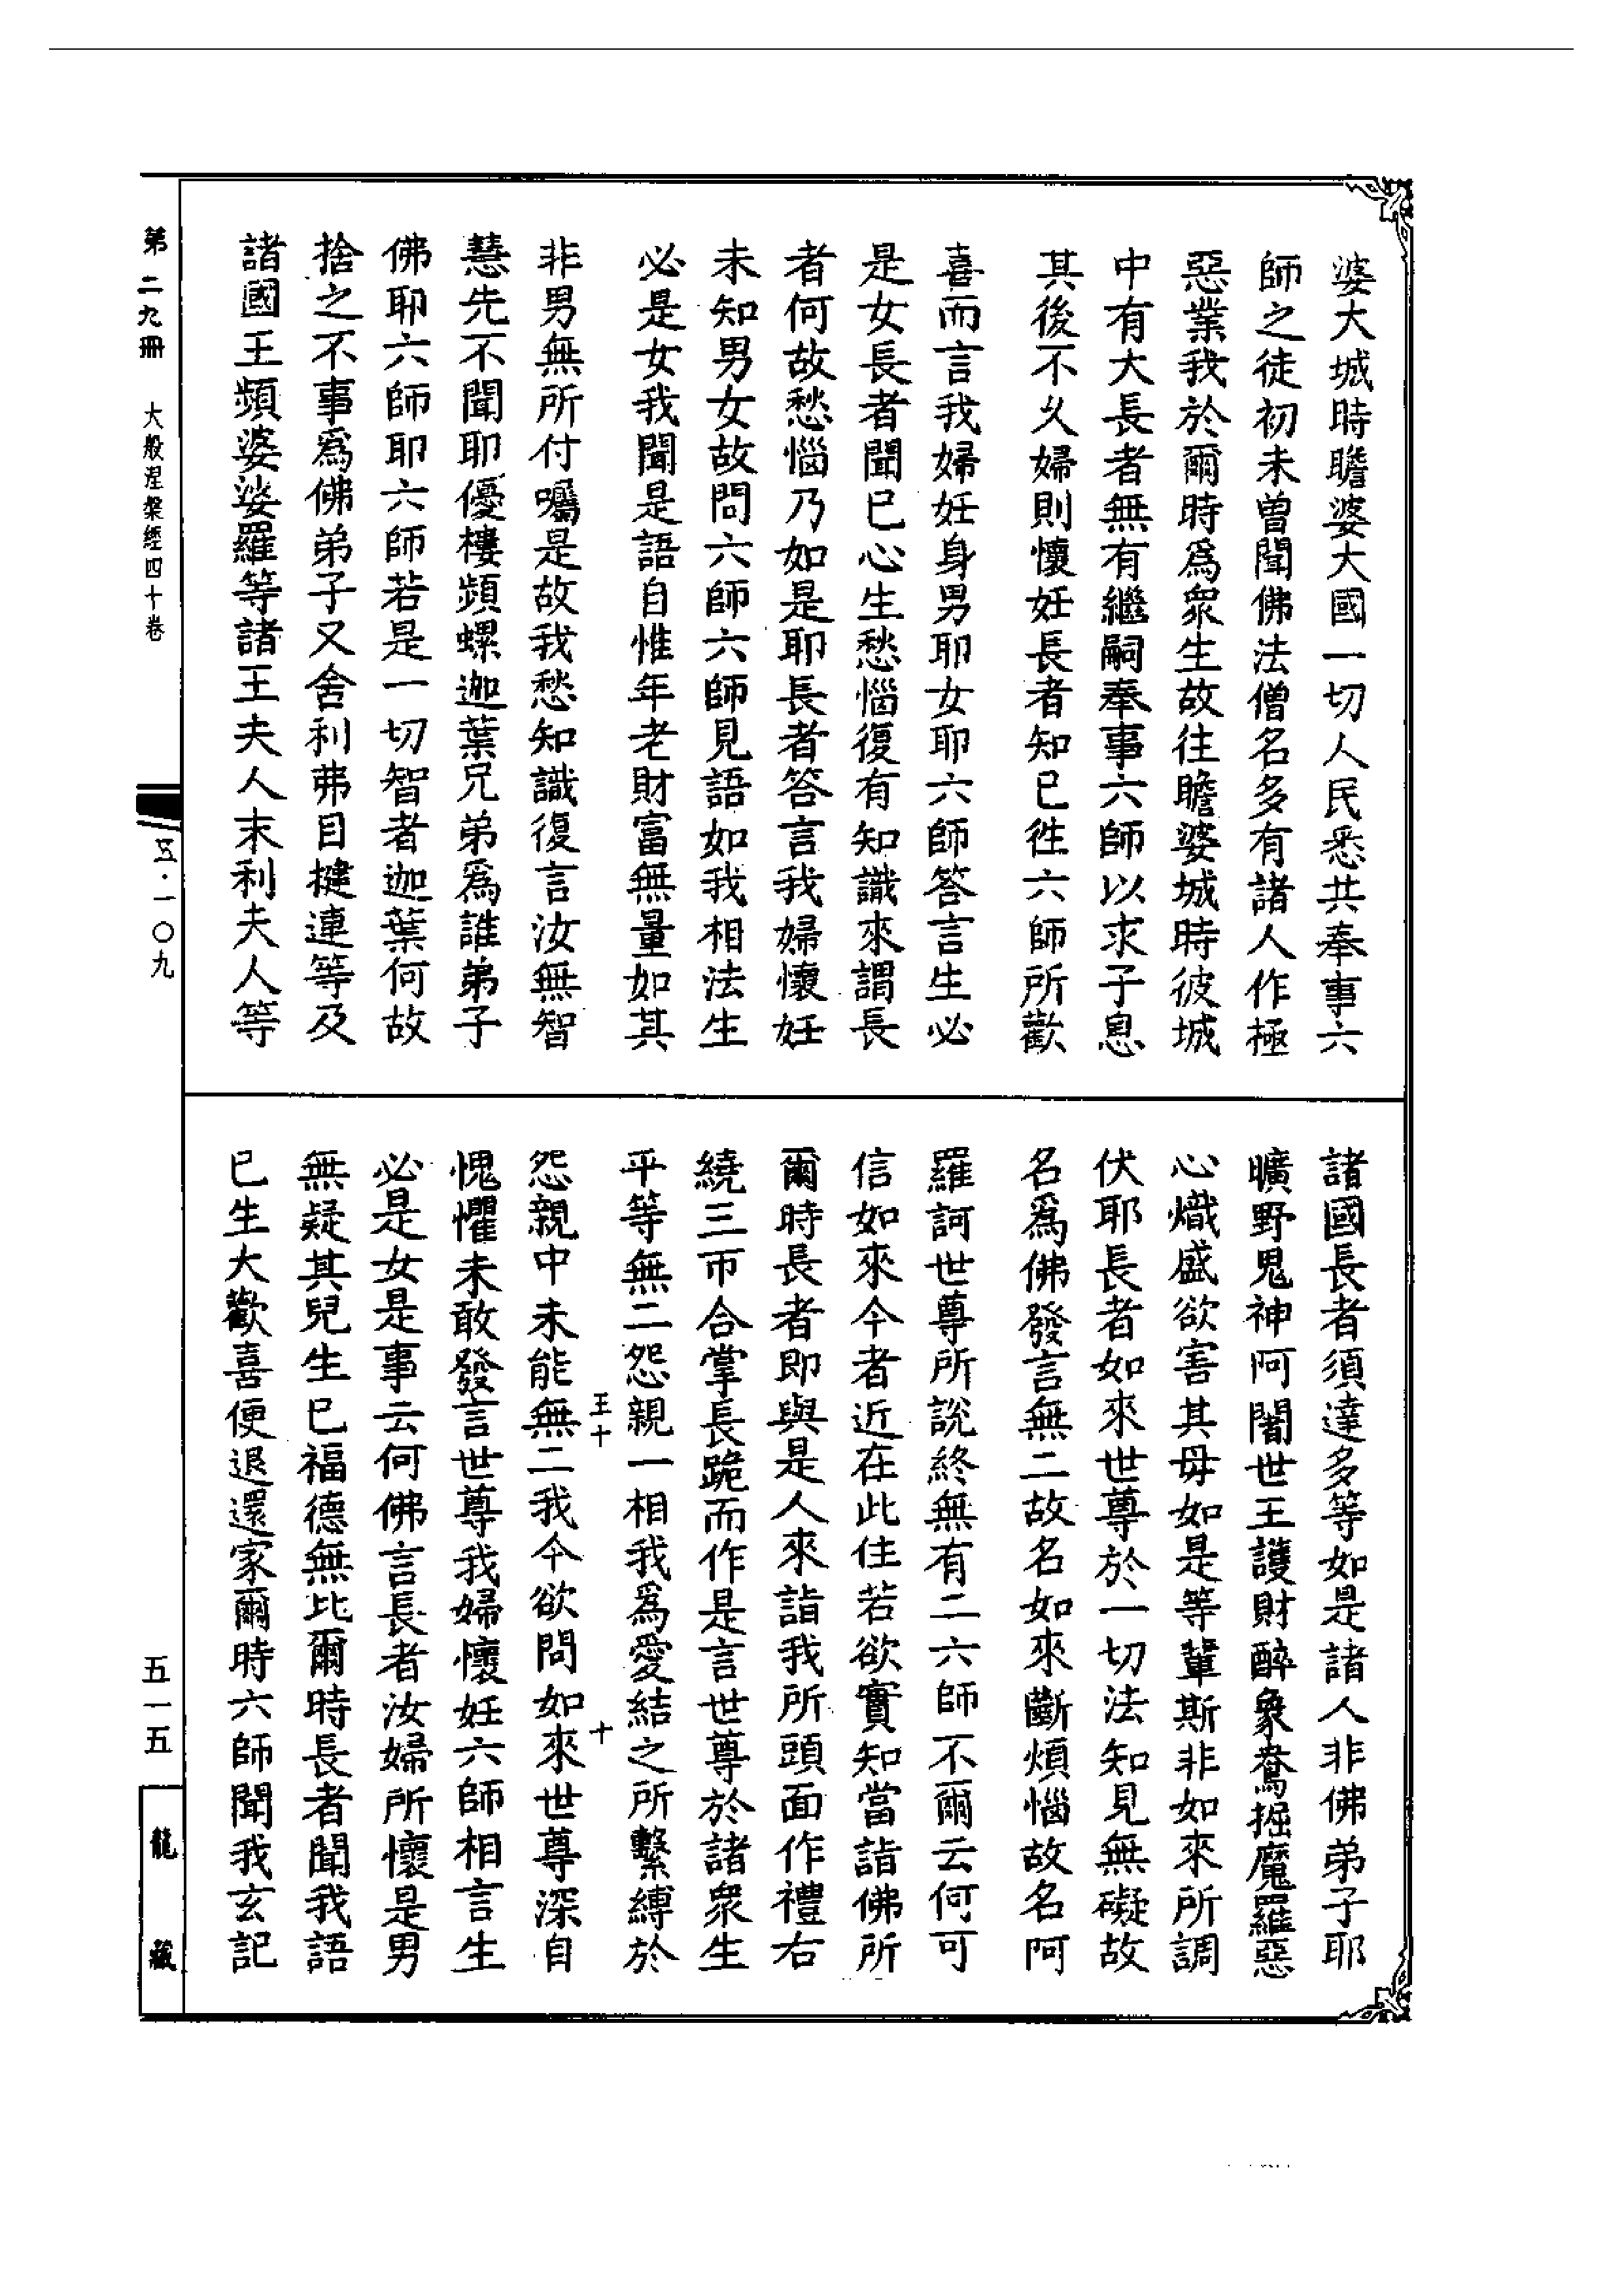 婆大城時瞻婆大國一切人民悉共奉事六
師之徒初未曾聞佛法僧名多有諸人作極
惡業我於爾時爲衆生故往瞻婆城時彼城
中有大長者無有繼嗣奉事六師以求子息
其後不久婦則懷妊長者知已徃六師所歡
喜而言我婦妊身男耶女耶六師答言生必
是女長者聞已心生愁惱復有知識來謂長
者何故愁惱乃如是耶長者答言我婦懷妊
未知男女故問六師六師見語如我相法生
必是女我聞是語自惟年老財富無量如其
非男無所付囑是故我愁知識復言汝無智
慧先不聞耶優樓頻螺迦葉兄弟爲誰弟子
佛耶六師耶六師若是一切智者迦葉何故
捨之不事爲佛弟子又舍利弗目揵連等及
諸國王頻婆娑羅等諸王夫人末利夫人等
諸國長者須達多等如是諸人非佛弟子耶
曠野鬼神阿闍世王護財醉象鴦掘魔羅惡
心熾盛欲害其母如是等輩斯非如來所調
伏耶長者如來世尊於一切法知見無礙故
名爲佛發言無二故名如來斷煩惱故名阿
羅訶世尊所說終無有二六師不爾云何可
信如來今者近在此住若欲實知當詣佛所
爾時長者即與是人來詣我所頭面作禮右
繞三帀合掌長跪而作是言世尊於諸衆生
平等無二怨親一相我爲愛結之所繫縛於
王十 十
怨親中未能無二我今欲問如來世尊深自
愧懼未敢發言世尊我婦懷妊六師相言生
必是女是事云何佛言長者汝婦所懷是男
無疑其兒生已福德無比爾時長者聞我語
已生大歡喜便退還家爾時六師聞我玄記
第二九冊 大般涅槃經四十卷
五·一〇九
五一五
龍藏